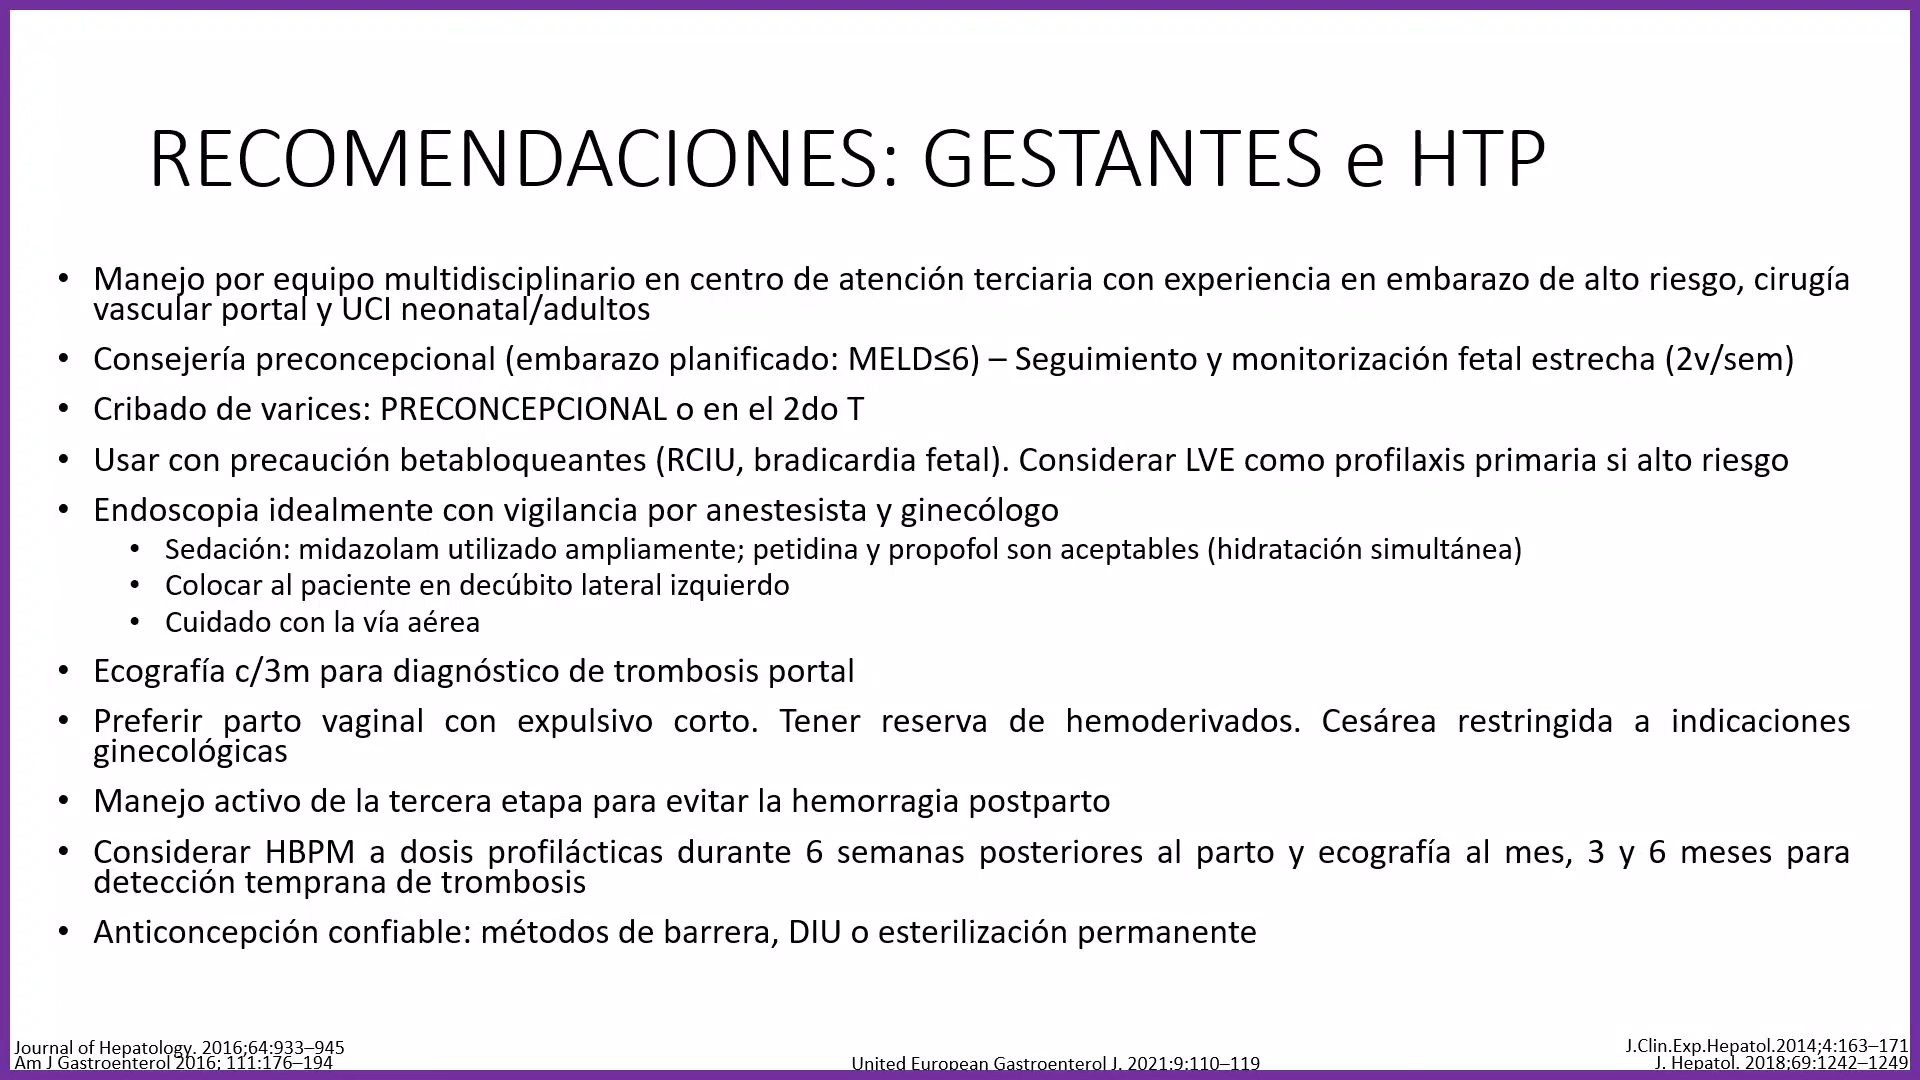 RECOMENDACIONES: GESTANTES e HTP
• Manejo por equipo multidisciplinario en centro de atención terciaria con experiencia en embarazo de alto riesgo, cirugía
vascular portal y UCI neonatal/adultos
• Consejería preconcepcional (embarazo planificado: MELD≤6) – Seguimiento y monitorización fetal estrecha (2v/sem)
• Cribado de varices: PRECONCEPCIONAL o en el 2do T
• Usar con precaución betabloqueantes (RCIU, bradicardia fetal). Considerar LVE como profilaxis primaria si alto riesgo
• Endoscopia idealmente con vigilancia por anestesista y ginecólogo
• Sedación: midazolam utilizado ampliamente; petidina y propofol son aceptables (hidratación simultánea)
• Colocar al paciente en decúbito lateral izquierdo
• Cuidado con la vía aérea
• Ecografía c/3m para diagnóstico de trombosis portal
• Preferir parto vaginal con expulsivo corto. Tener reserva de hemoderivados. Cesárea restringida a indicaciones
ginecológicas
• Manejo activo de la tercera etapa para evitar la hemorragia postparto
• Considerar HBPM a dosis profilácticas durante 6 semanas posteriores al parto y ecografía al mes, 3 y 6 meses para
detección temprana de trombosis
• Anticoncepción confiable: métodos de barrera, DIU o esterilización permanente
Journal of Hepatology. 2016;64:933–945
Am J Gastroenterol 2016; 111:176–194
United European Gastroenterol J. 2021;9:110–119
J.Clin.Exp.Hepatol.2014;4:163–171
J. Hepatol. 2018;69:1242–1249